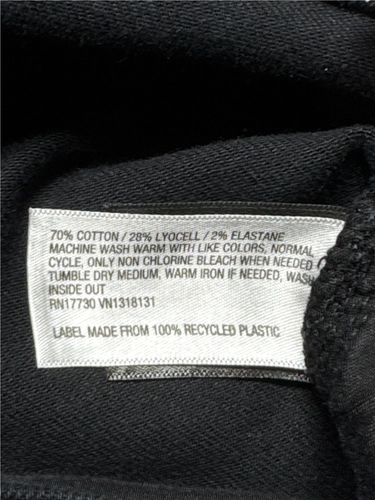 70% COTTON / 28% LYOCELL / 2% ELASTANE
MACHINE WASH WARM WITH LIKE COLORS, NORMAL
CYCLE, ONLY NON CHLORINE BLEACH WHEN NEEDED
TUMBLE DRY MEDIUM, WARM IRON IF NEEDED, WASH
INSIDE OUT
RN17730 VN1318131
LABEL MADE FROM 100% RECYCLED PLASTIC